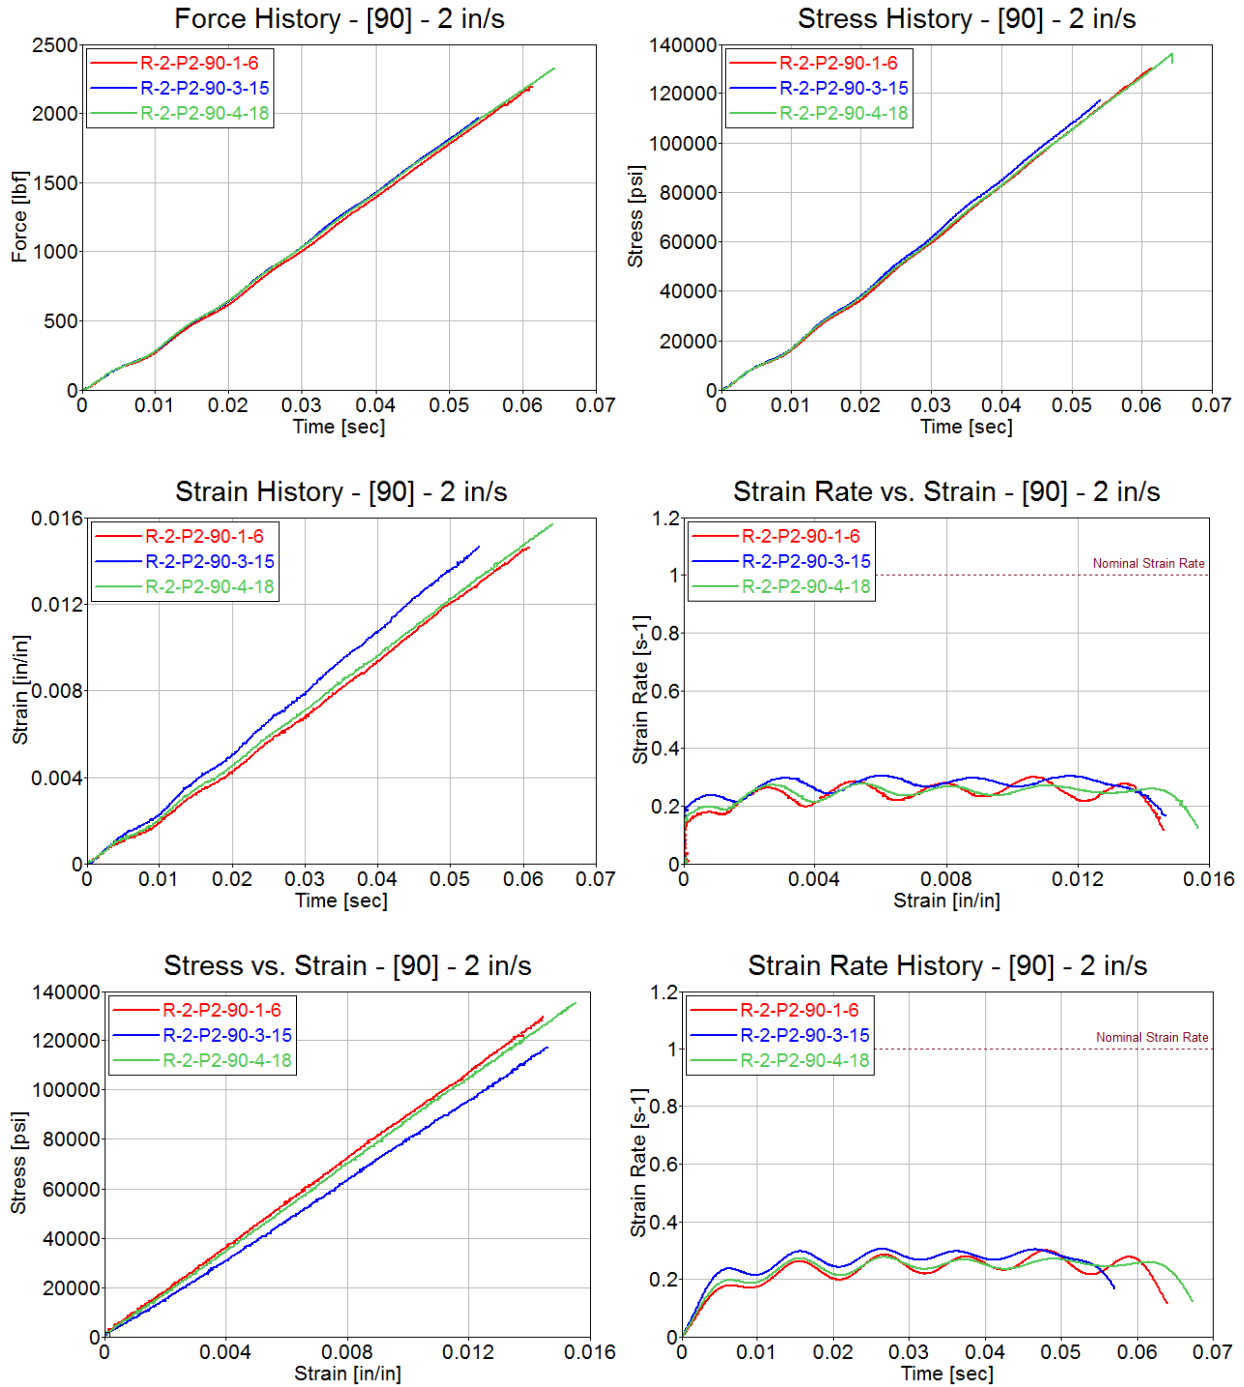 Force History - [90] - 2 in/s
2500
2000
1500
1000
500
0
Force [lbf]
R-2-P2-90-1-6
R-2-P2-90-3-15
R-2-P2-90-4-18
0 0.01 0.02 0.03 0.04 0.05 0.06 0.07
Time [sec]
Stress History - [90] - 2 in/s
140000
120000
100000
80000
60000
40000
20000
0
Stress [psi]
R-2-P2-90-1-6
R-2-P2-90-3-15
R-2-P2-90-4-18
0 0.01 0.02 0.03 0.04 0.05 0.06 0.07
Time [sec]
Strain History - [90] - 2 in/s
0.016
0.012
0.008
0.004
0
Strain [in/in]
R-2-P2-90-1-6
R-2-P2-90-3-15
R-2-P2-90-4-18
0 0.01 0.02 0.03 0.04 0.05 0.06 0.07
Time [sec]
Strain Rate vs. Strain - [90] - 2 in/s
1.2
1
0.8
0.6
0.4
0.2
0
Strain Rate [s-1]
R-2-P2-90-1-6
R-2-P2-90-3-15
R-2-P2-90-4-18
Nominal Strain Rate
0 0.004 0.008 0.012 0.016
Strain [in/in]
Stress vs. Strain - [90] - 2 in/s
140000
120000
100000
80000
60000
40000
20000
0
Stress [psi]
R-2-P2-90-1-6
R-2-P2-90-3-15
R-2-P2-90-4-18
0 0.004 0.008 0.012 0.016
Strain [in/in]
Strain Rate History - [90] - 2 in/s
1.2
1
0.8
0.6
0.4
0.2
0
Strain Rate [s-1]
R-2-P2-90-1-6
R-2-P2-90-3-15
R-2-P2-90-4-18
Nominal Strain Rate
0 0.01 0.02 0.03 0.04 0.05 0.06 0.07
Time [sec]